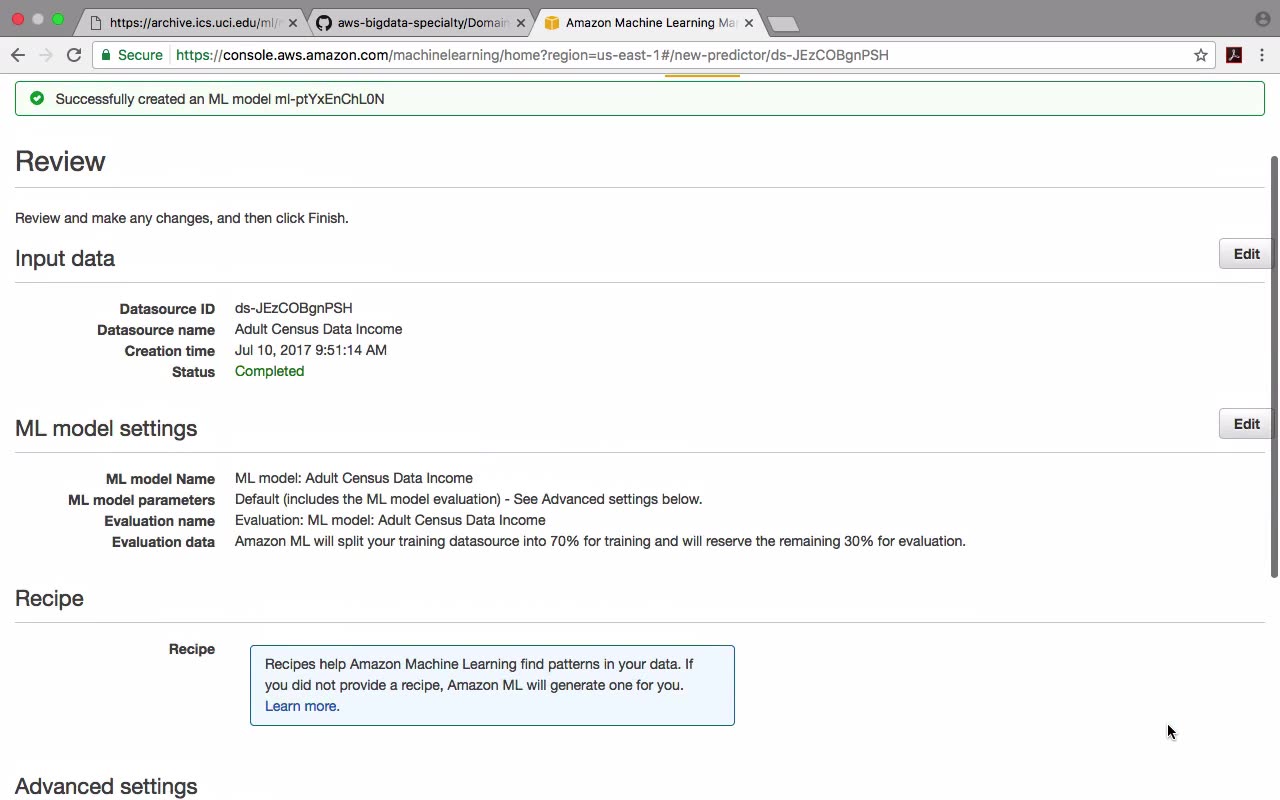 https://archive.ics.uci.edu/ml/
aws-bigdata-specialty/Domain
Amazon Machine Learning Ma
Secure https://console.aws.amazon.com/machinelearning/home?region=us-east-1#/new-predictor/ds-JEzCOBgnPSH
Successfully created an ML model ml-ptYxEnChL0N
Review
Review and make any changes, and then click Finish.
Input data
Edit
Datasource ID ds-JEzCOBgnPSH
Datasource name Adult Census Data Income
Creation time Jul 10, 2017 9:51:14 AM
Status Completed
ML model settings
Edit
ML model Name ML model: Adult Census Data Income
ML model parameters Default (includes the ML model evaluation) - See Advanced settings below.
Evaluation name Evaluation: ML model: Adult Census Data Income
Evaluation data Amazon ML will split your training datasource into 70% for training and will reserve the remaining 30% for evaluation.
Recipe
Recipe
Recipes help Amazon Machine Learning find patterns in your data. If
you did not provide a recipe, Amazon ML will generate one for you.
Learn more.
Advanced settings